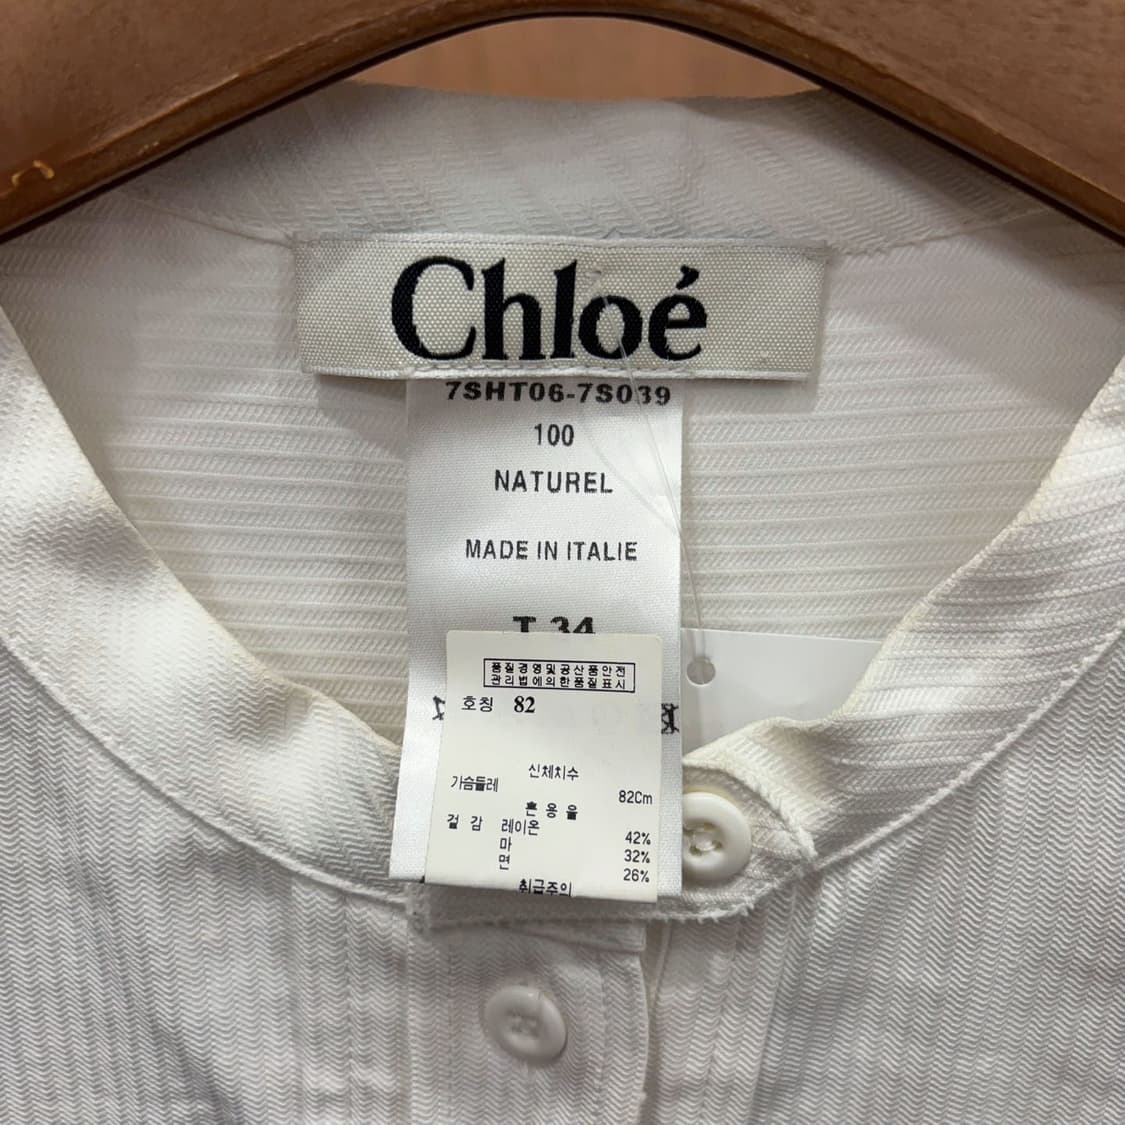 Chloé
7SHT06-7S039
100
NATUREL
MADE IN ITALIE
T 34
품질경영및공산품안전
관리법에의한품질표시
호칭 82
신체치수
가슴둘레
82Cm
혼용율
겉감 레이온 42%
마 32%
면 26%
취급주의